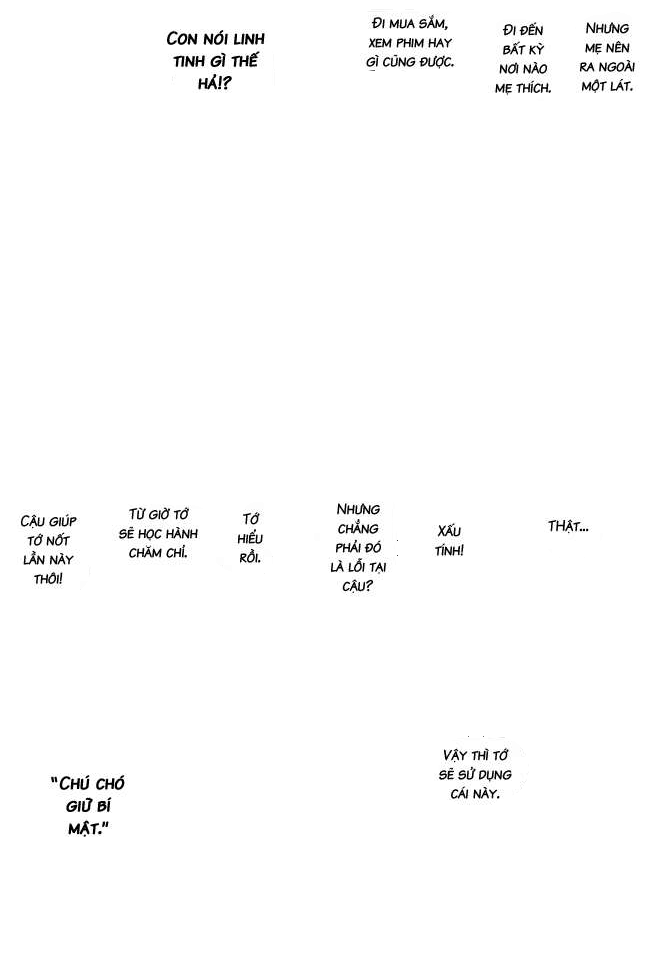 Nhưng
mẹ nên
ra ngoài
một lát.
Đi đến
bất kỳ
nơi nào
mẹ thích.
Đi mua sắm,
xem phim hay
gì cũng được.
Con nói linh
tinh gì thế
hả!?
Thật...
Xấu
tính!
Nhưng
chẳng
phải đó
là lỗi tại
cậu?
Tớ
hiểu
rồi.
Từ giờ tớ
sẽ học hành
chăm chỉ.
Cậu giúp
tớ nốt
lần này
thôi!
Vậy thì tớ
sẽ sử dụng
cái này.
"Chú chó
giữ bí
mật."